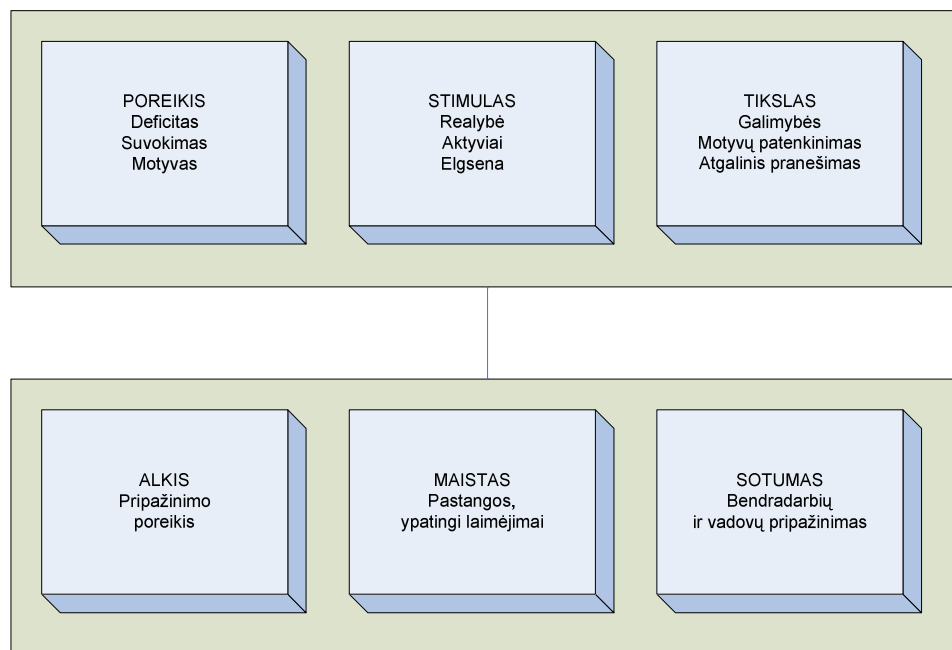 POREIKIS
Deficitas
Suvokimas
Motyvas
STIMULAS
Realybė
Aktyviai
Elgsena
TIKSLAS
Galimybės
Motyvų patenkinimas
Atgalinis pranešimas
ALKIS
Pripažinimo
poreikis
MAISTAS
Pastangos,
ypatingi laimėjimai
SOTUMAS
Bendradarbių
ir vadovų pripažinimas